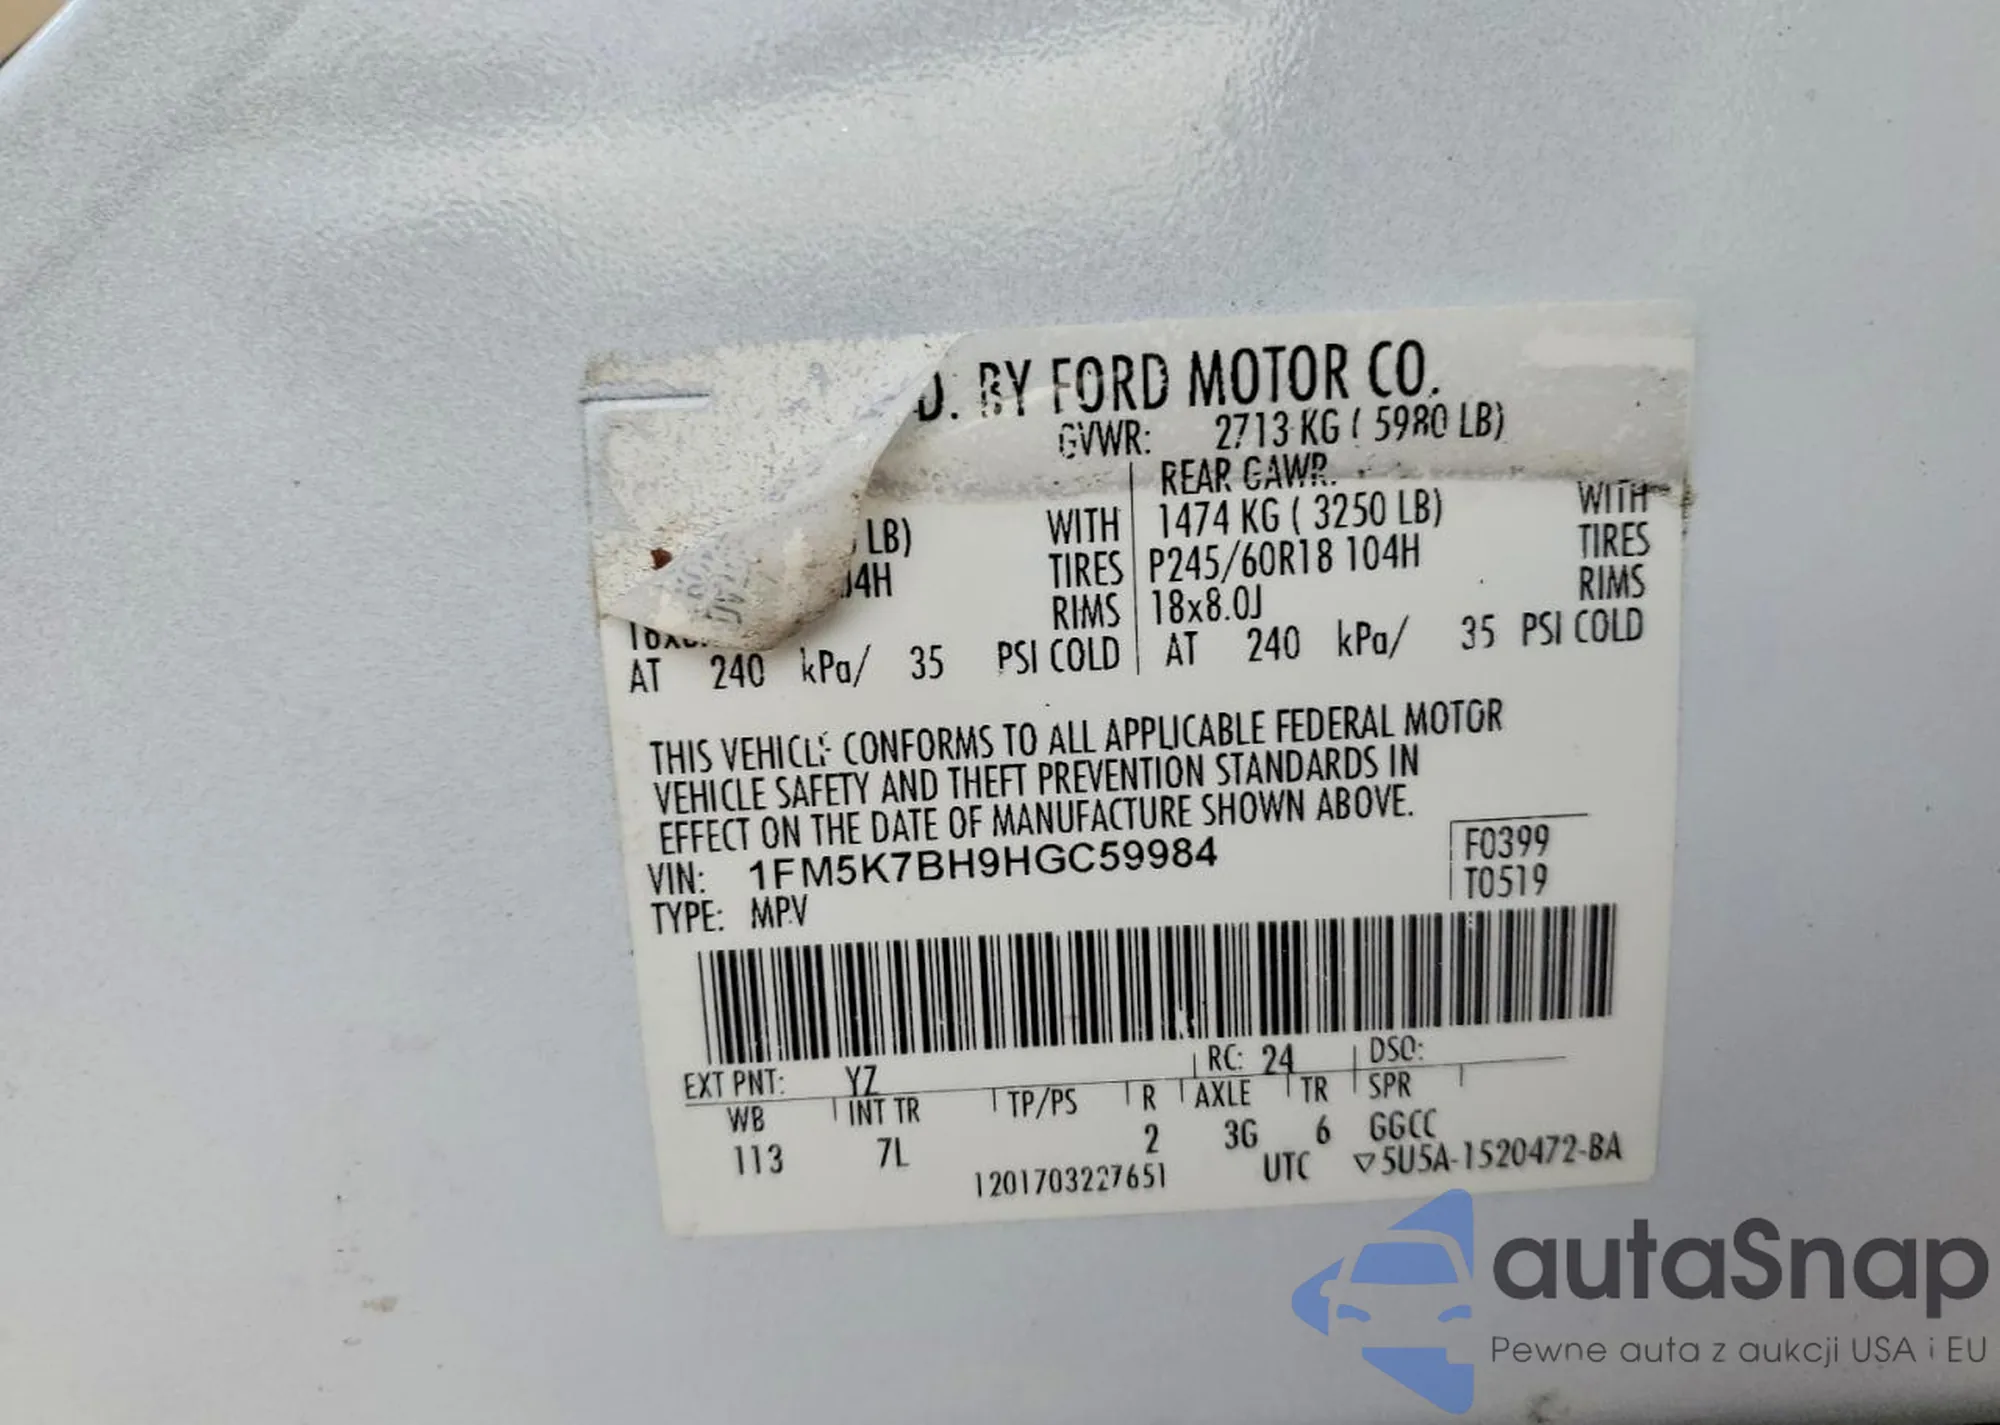 D. BY FORD MOTOR CO.
GVWR: 2713 KG ( 5980 LB)
REAR GAWR:
LB) WITH 1474 KG ( 3250 LB) WITH
04H TIRES P245/60R18 104H TIRES
RIMS 18x8.0J RIMS
AT 240 kPa/ 35 PSI COLD AT 240 kPa/ 35 PSI COLD
THIS VEHICLE CONFORMS TO ALL APPLICABLE FEDERAL MOTOR
VEHICLE SAFETY AND THEFT PREVENTION STANDARDS IN
EFFECT ON THE DATE OF MANUFACTURE SHOWN ABOVE.
VIN: 1FM5K7BH9HGC59984 F0399
TYPE: MPV T0519
EXT PNT: YZ RC: 24 DSO:
WB INT TR TP/PS R AXLE TR SPR
113 7L 2 3G 6 GGCC
1201703227651 UTC ▽5U5A-1520472-BA
autaSnap
Pewne auta z aukcji USA i EU